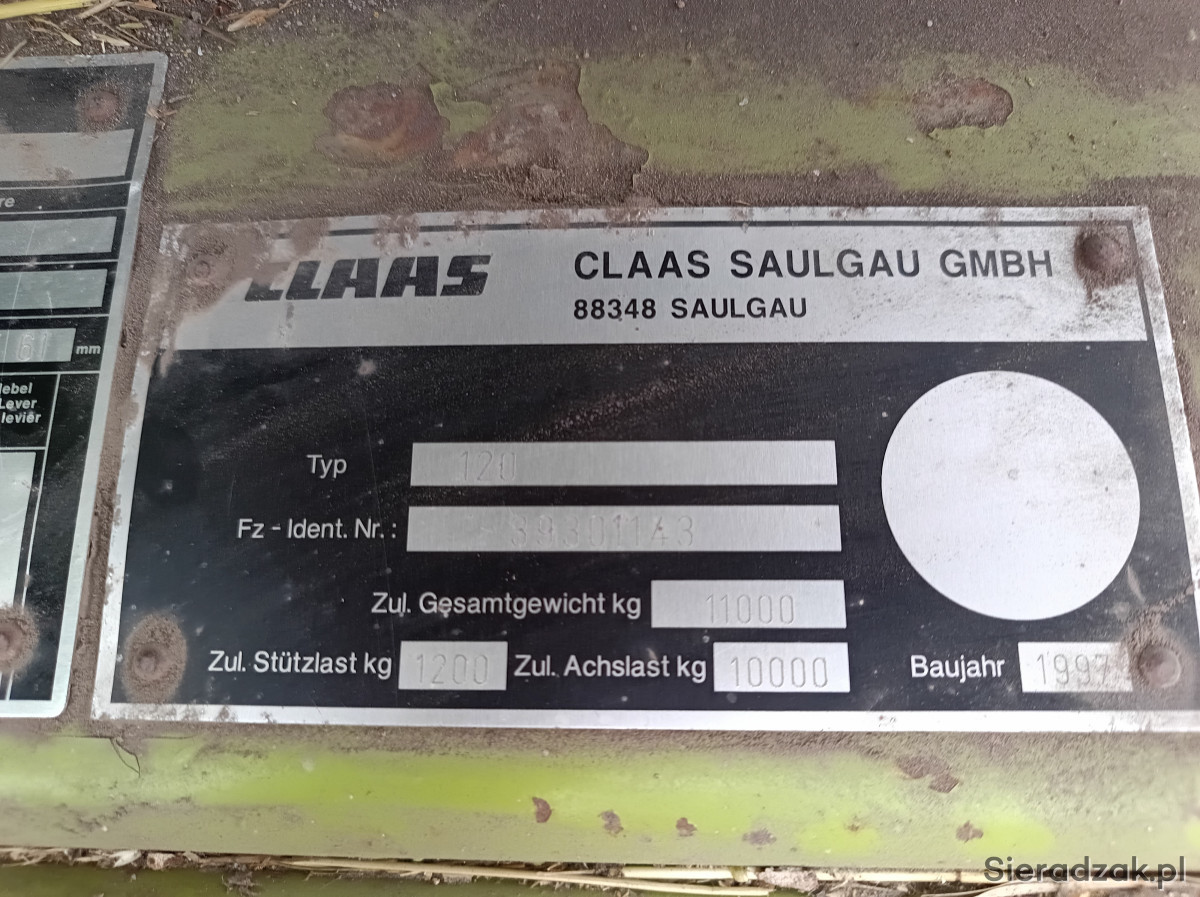 re
mm
Lever
levier
CLAAS
CLAAS SAULGAU GMBH
88348 SAULGAU
Typ 120
Fz - Ident. Nr. : 39301143
Zul. Gesamtgewicht kg 11000
Zul. Stützlast kg 1200 Zul. Achslast kg 10000 Baujahr 1997
Sieradzak.pl